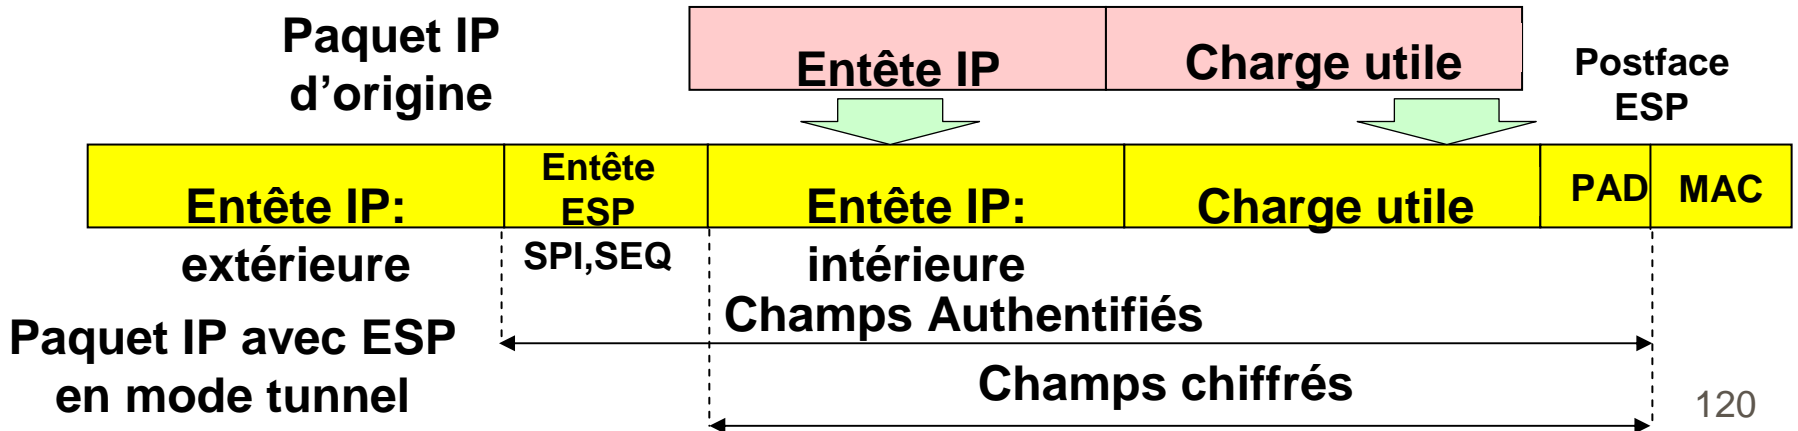 Paquet IP
d'origine
Entête IP
Charge utile
Postface
ESP
Entête IP:
extérieure
Entête
ESP
SPI,SEQ
Entête IP:
intérieure
Charge utile
PAD
MAC
Champs Authentifiés
Paquet IP avec ESP
en mode tunnel
Champs chiffrés
120